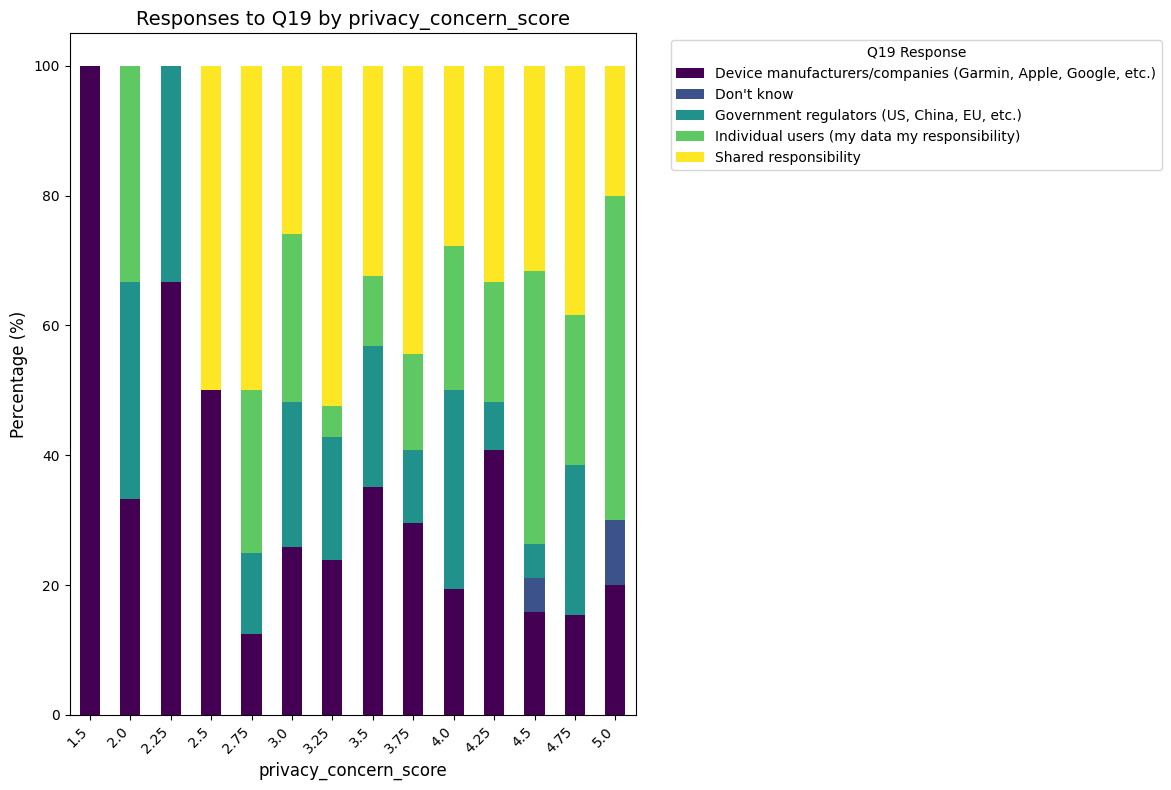 Responses to Q19 by privacy_concern_score
Q19 Response
Device manufacturers/companies (Garmin, Apple, Google, etc.)
Don't know
Government regulators (US, China, EU, etc.)
Individual users (my data my responsibility)
Shared responsibility
Percentage (%)
100
80
60
40
20
0
1.5 2.0 2.25 2.5 2.75 3.0 3.25 3.5 3.75 4.0 4.25 4.5 4.75 5.0
privacy_concern_score